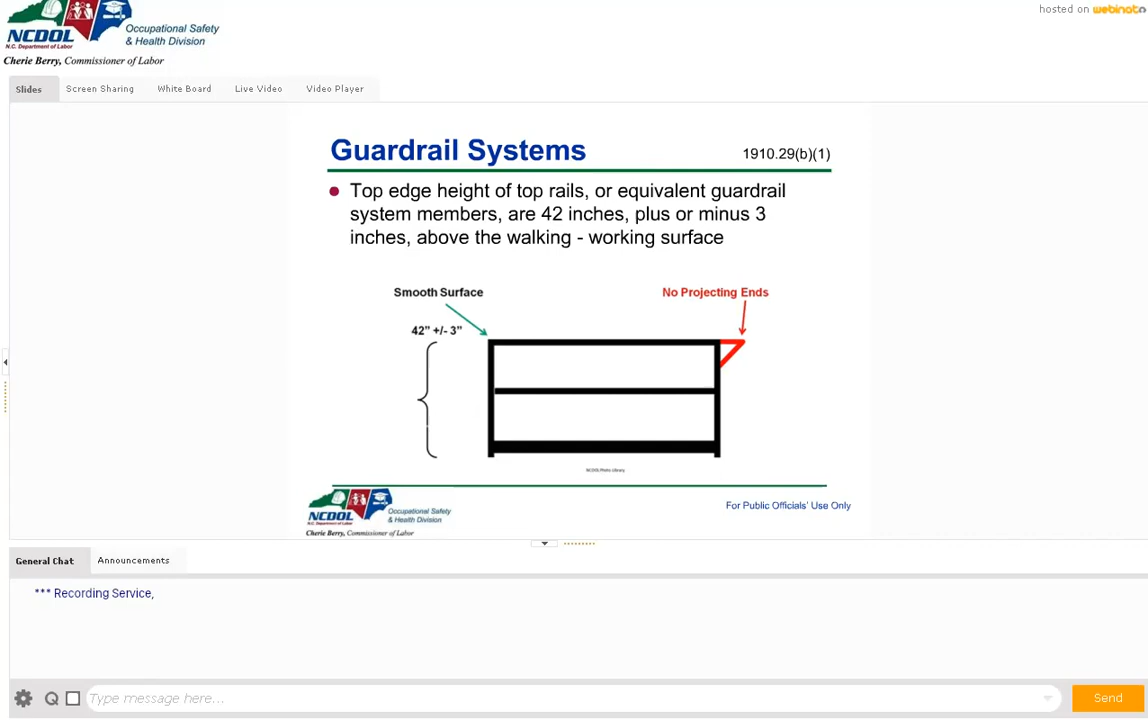 hosted on webinato
NCDOL
N.C. Department of Labor
Occupational Safety
& Health Division
Cherie Berry, Commissioner of Labor
Slides
Screen Sharing
White Board
Live Video
Video Player
Guardrail Systems
1910.29(b)(1)
Top edge height of top rails, or equivalent guardrail
system members, are 42 inches, plus or minus 3
inches, above the walking - working surface
Smooth Surface
No Projecting Ends
42" +/- 3"
NCDOL Photo Library
NCDOL
N.C. Department of Labor
Occupational Safety
& Health Division
Cherie Berry, Commissioner of Labor
For Public Officials' Use Only
General Chat
Announcements
*** Recording Service,
Type message here...
Send